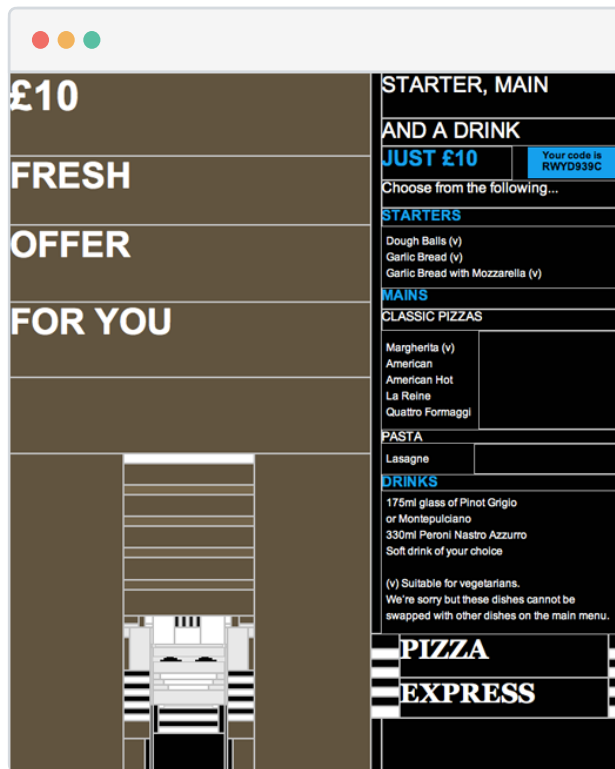 £10
FRESH
OFFER
FOR YOU
STARTER, MAIN
AND A DRINK
JUST £10
Your code is
RWYD939C
Choose from the following...
STARTERS
Dough Balls (v)
Garlic Bread (v)
Garlic Bread with Mozzarella (v)
MAINS
CLASSIC PIZZAS
Margherita (v)
American
American Hot
La Reine
Quattro Formaggi
PASTA
Lasagne
DRINKS
175ml glass of Pinot Grigio
or Montepulciano
330ml Peroni Nastro Azzurro
Soft drink of your choice
(v) Suitable for vegetarians.
We're sorry but these dishes cannot be
swapped with other dishes on the main menu.
PIZZA
EXPRESS